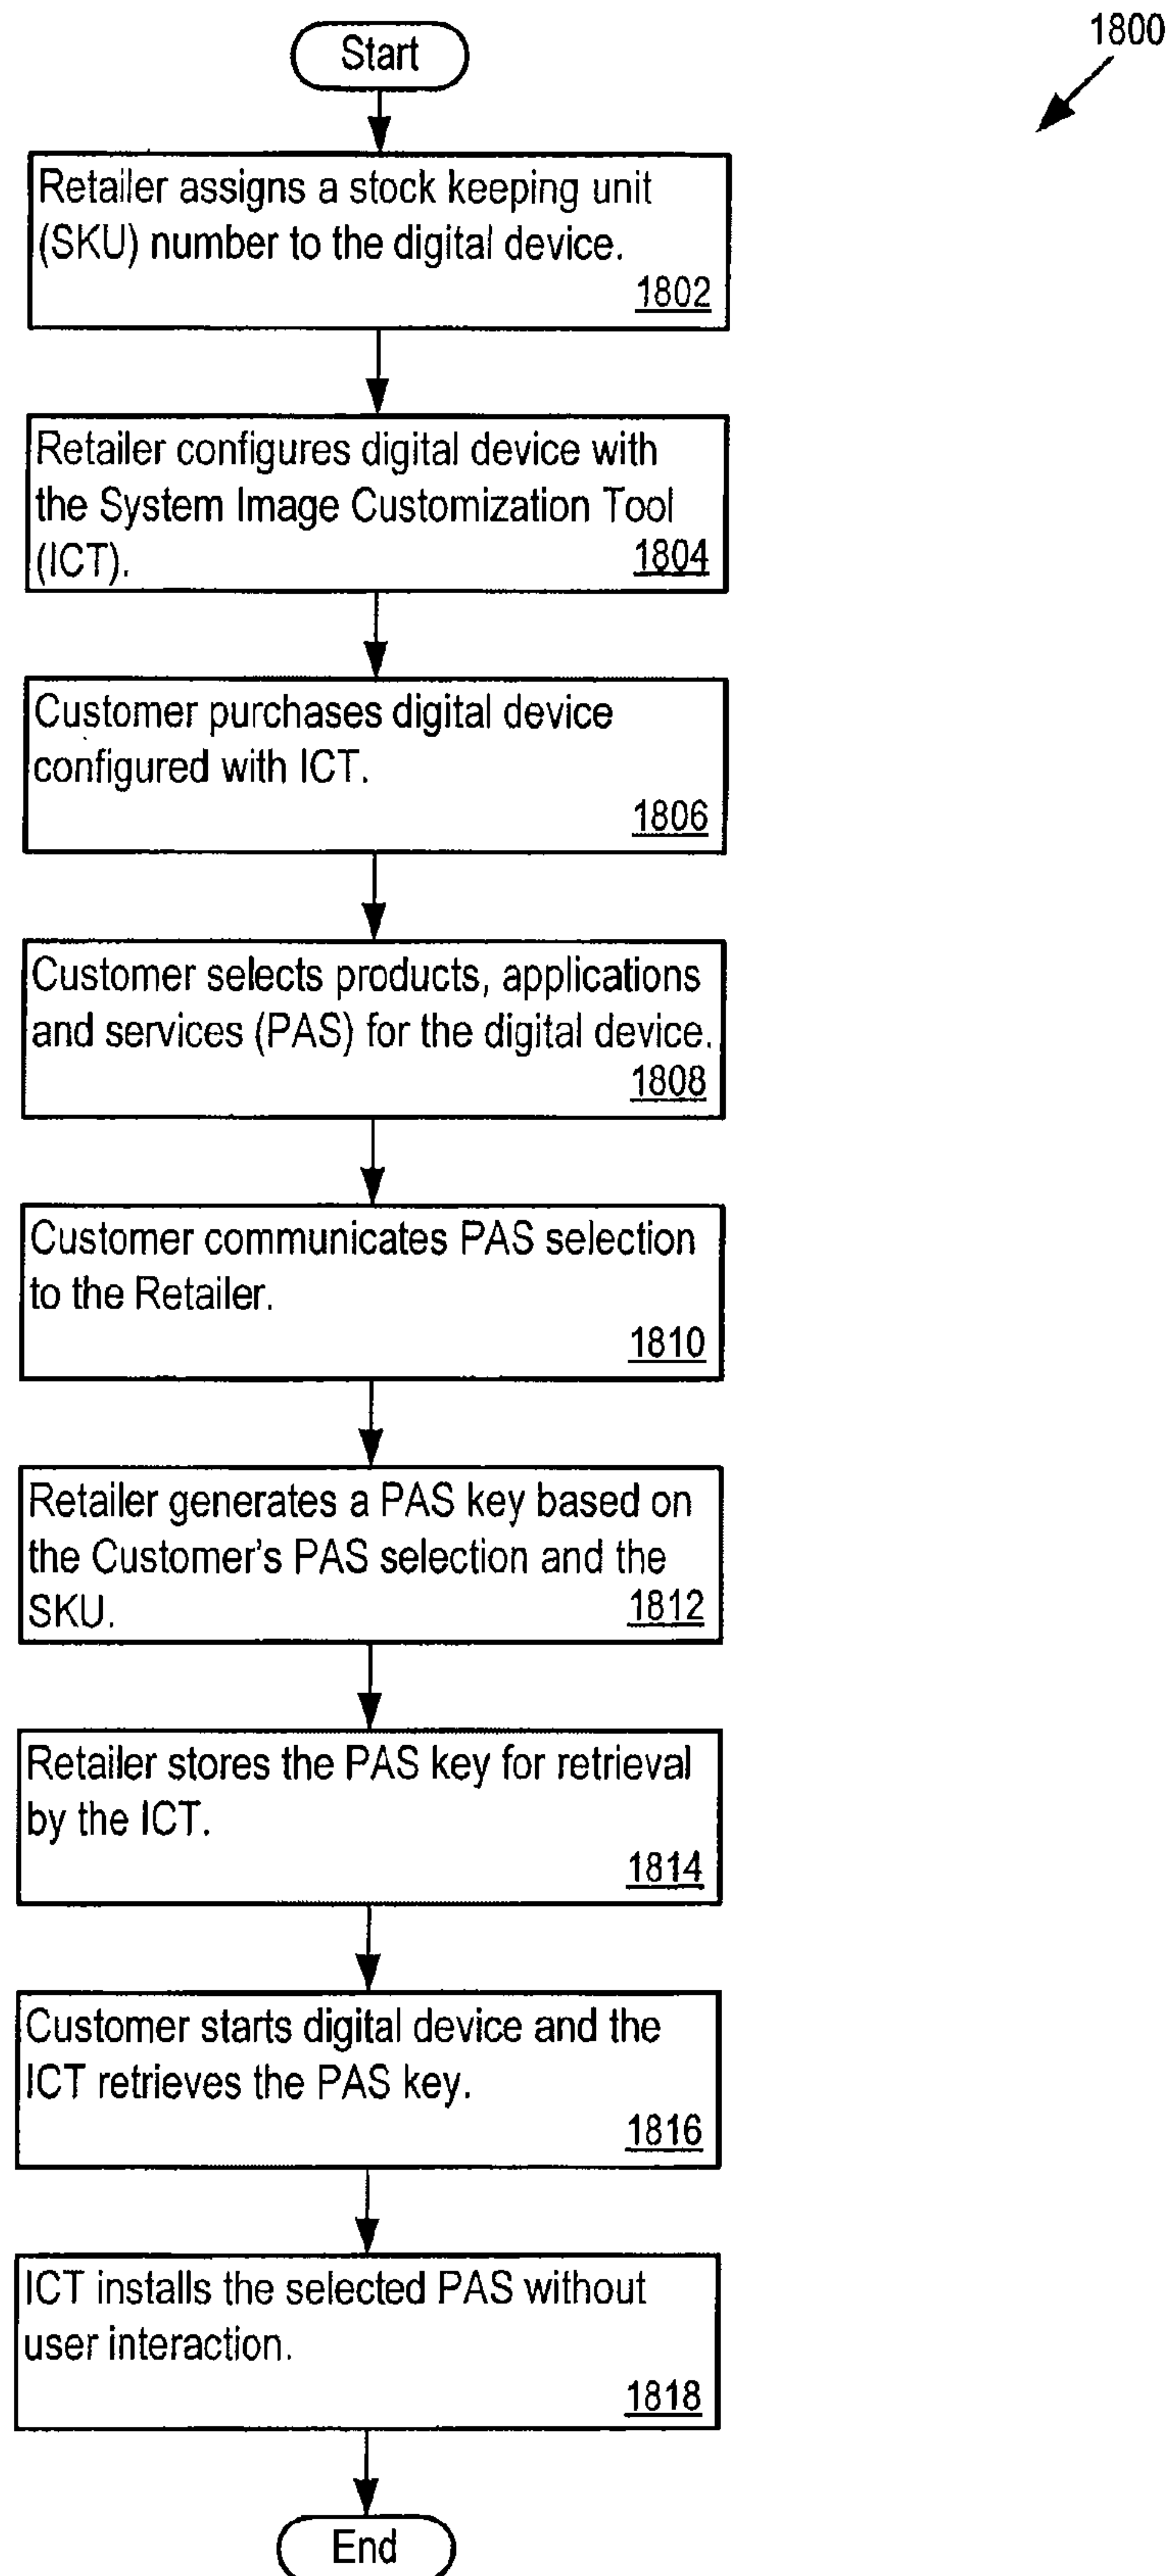 1800
Start
Retailer assigns a stock keeping unit
(SKU) number to the digital device.
1802
Retailer configures digital device with
the System Image Customization Tool
(ICT).
1804
Customer purchases digital device
configured with ICT.
1806
Customer selects products, applications
and services (PAS) for the digital device.
1808
Customer communicates PAS selection
to the Retailer.
1810
Retailer generates a PAS key based on
the Customer's PAS selection and the
SKU.
1812
Retailer stores the PAS key for retrieval
by the ICT.
1814
Customer starts digital device and the
ICT retrieves the PAS key.
1816
ICT installs the selected PAS without
user interaction.
1818
End